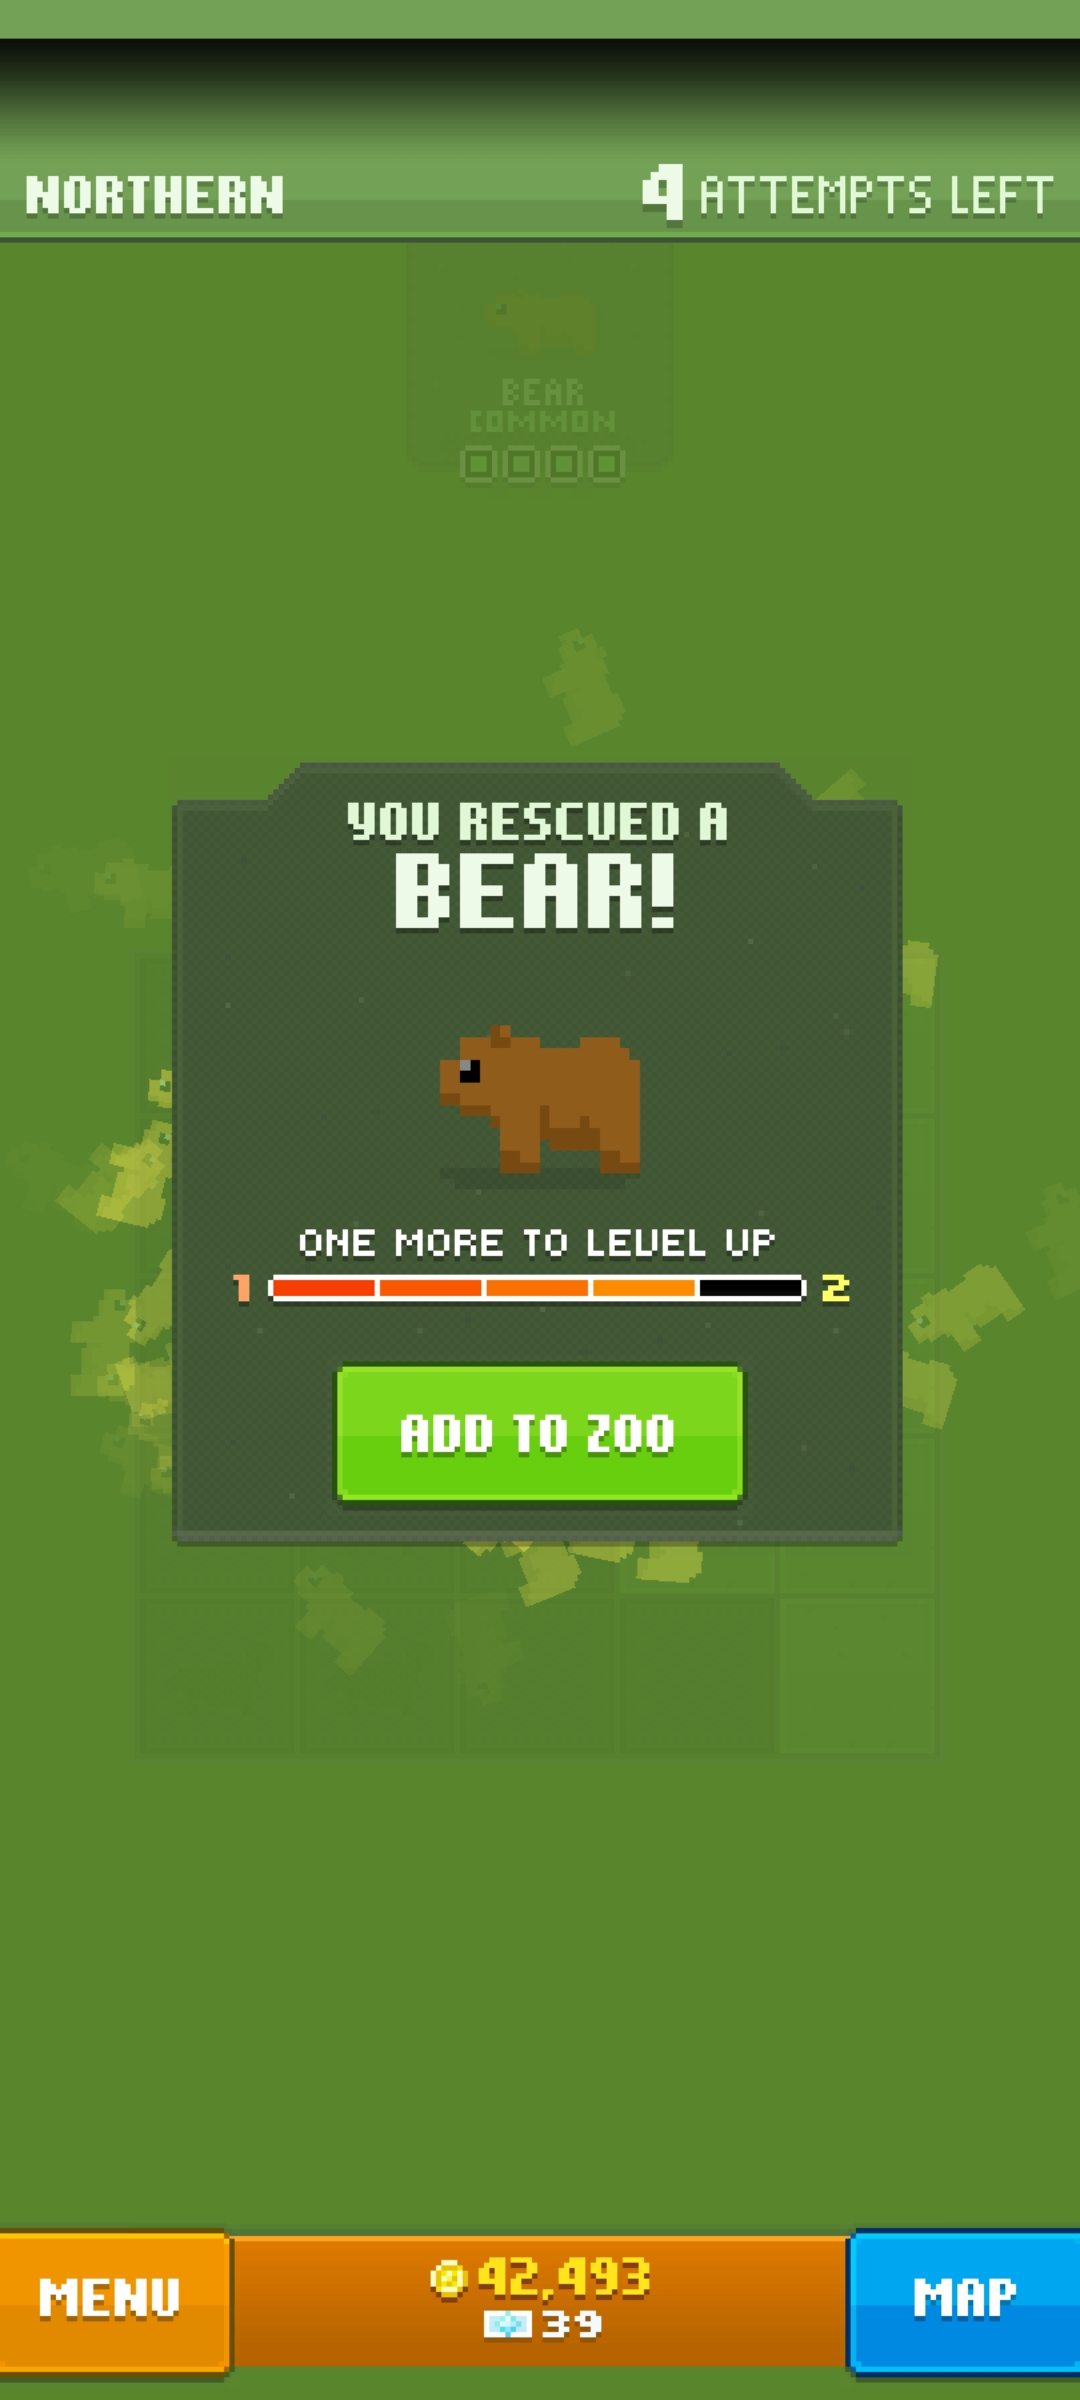 NORTHERN
4 ATTEMPTS LEFT
BEAR
COMMON
YOU RESCUED A
BEAR!
ONE MORE TO LEVEL UP
1 2
ADD TO ZOO
MENU
42,493
39
MAP